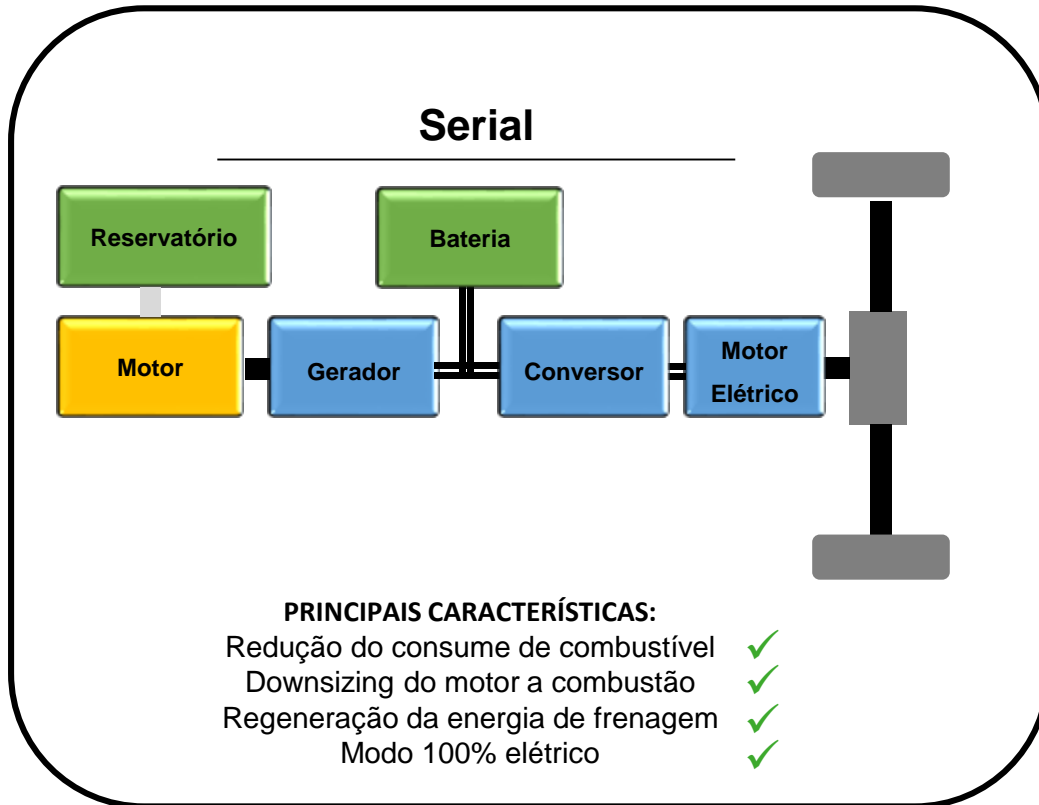 Serial
Reservatório
Bateria
Motor
Gerador
Conversor
Motor
Elétrico
PRINCIPAIS CARACTERÍSTICAS:
Redução do consume de combustível
Downsizing do motor a combustão
Regeneração da energia de frenagem
Modo 100% elétrico